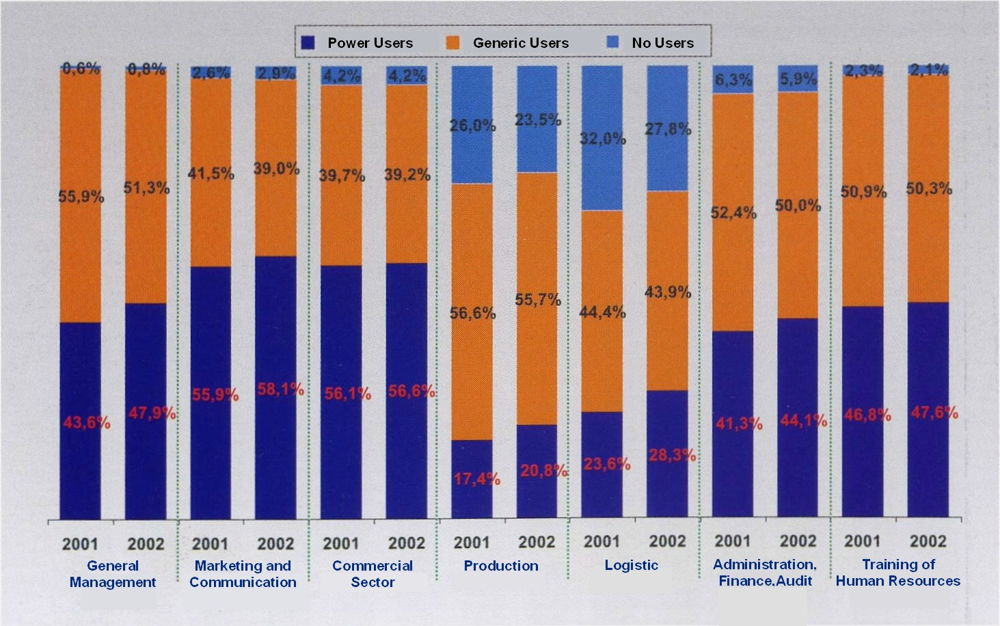 Power Users Generic Users No Users
0,6% 0,8% 2,6% 2,9% 4,2% 4,2% 26,0% 23,5% 32,0% 27,8% 6,3% 5,9% 2,3% 2,1%
55,9% 51,3% 41,5% 39,0% 39,7% 39,2% 56,6% 55,7% 44,4% 43,9% 52,4% 50,0% 50,9% 50,3%
43,6% 47,9% 55,9% 58,1% 56,1% 56,6% 17,4% 20,8% 23,6% 28,3% 41,3% 44,1% 46,8% 47,6%
2001 2002 2001 2002 2001 2002 2001 2002 2001 2002 2001 2002 2001 2002
General
Management
Marketing and
Communication
Commercial
Sector
Production
Logistic
Administration,
Finance,Audit
Training of
Human Resources